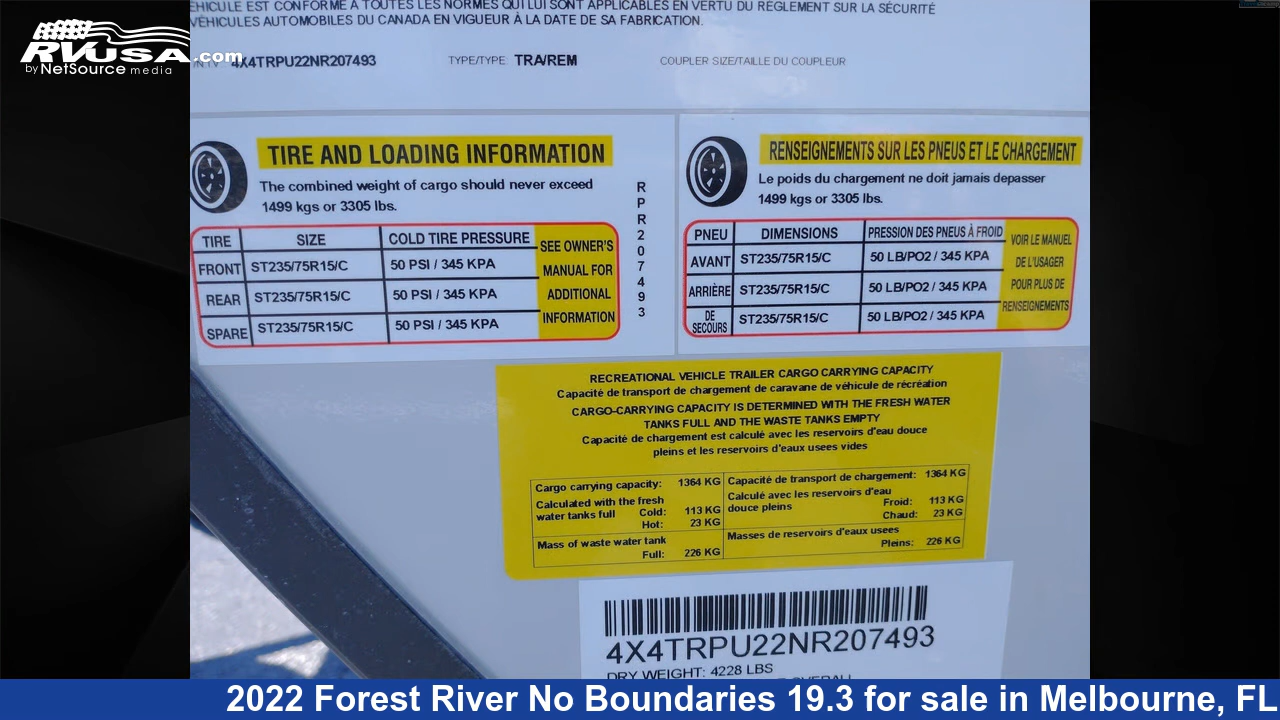 VÉHICULE EST CONFORME À TOUTES LES NORMES QUI LUI SONT APPLICABLES EN VERTU DU RÈGLEMENT SUR LA SÉCURITÉ
VÉHICULES AUTOMOBILES DU CANADA EN VIGUEUR À LA DATE DE SA FABRICATION.
RVUSA.com
by NetSource media
4X4TRPU22NR207493 TYPE/TYPE: TRA/REM COUPLER SIZE/TAILLE DU COUPLEUR
TIRE AND LOADING INFORMATION
The combined weight of cargo should never exceed
1499 kgs or 3305 lbs.
TIRE SIZE COLD TIRE PRESSURE
FRONT ST235/75R15/C 50 PSI / 345 KPA
REAR ST235/75R15/C 50 PSI / 345 KPA
SPARE ST235/75R15/C 50 PSI / 345 KPA
SEE OWNER'S
MANUAL FOR
ADDITIONAL
INFORMATION
RPR207493
RENSEIGNEMENTS SUR LES PNEUS ET LE CHARGEMENT
Le poids du chargement ne doit jamais depasser
1499 kgs or 3305 lbs.
PNEU DIMENSIONS PRESSION DES PNEUS À FROID
AVANT ST235/75R15/C 50 LB/PO2 / 345 KPA
ARRIÈRE ST235/75R15/C 50 LB/PO2 / 345 KPA
DE SECOURS ST235/75R15/C 50 LB/PO2 / 345 KPA
VOIR LE MANUEL
DE L'USAGER
POUR PLUS DE
RENSEIGNEMENTS
RECREATIONAL VEHICLE TRAILER CARGO CARRYING CAPACITY
Capacité de transport de chargement de caravane de véhicule de récréation
CARGO-CARRYING CAPACITY IS DETERMINED WITH THE FRESH WATER
TANKS FULL AND THE WASTE TANKS EMPTY
Capacité de chargement est calculé avec les reservoirs d'eau douce
pleins et les reservoirs d'eaux usees vides
Cargo carrying capacity: 1364 KG
Calculated with the fresh
water tanks full Cold: 113 KG
Hot: 23 KG
Mass of waste water tank
Full: 226 KG
Capacité de transport de chargement: 1364 KG
Calculé avec les reservoirs d'eau
douce pleins Froid: 113 KG
Chaud: 23 KG
Masses de reservoirs d'eaux usees
Pleins: 226 KG
4X4TRPU22NR207493
DRY WEIGHT: 4228 LBS
2022 Forest River No Boundaries 19.3 for sale in Melbourne, FL